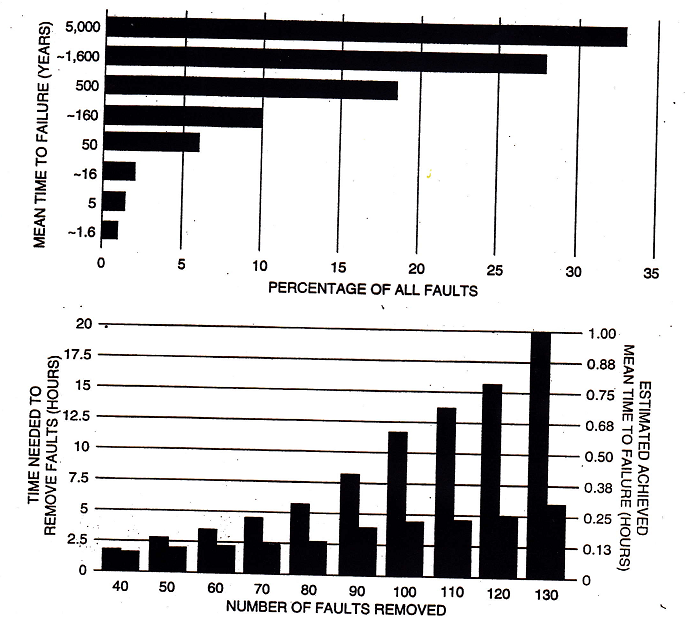 MEAN TIME TO FAILURE (YEARS)
5,000
~1,600
500
~160
50
~16
5
~1.6
0 5 10 15 20 25 30 35
PERCENTAGE OF ALL FAULTS
TIME NEEDED TO
REMOVE FAULTS (HOURS)
20
17.5
15
12.5
10
7.5
5
2.5
0
1.00
0.88
0.75
0.68
0.50
0.38
0.25
0.13
0
ESTIMATED ACHIEVED
MEAN TIME TO FAILURE (HOURS)
40 50 60 70 80 90 100 110 120 130
NUMBER OF FAULTS REMOVED